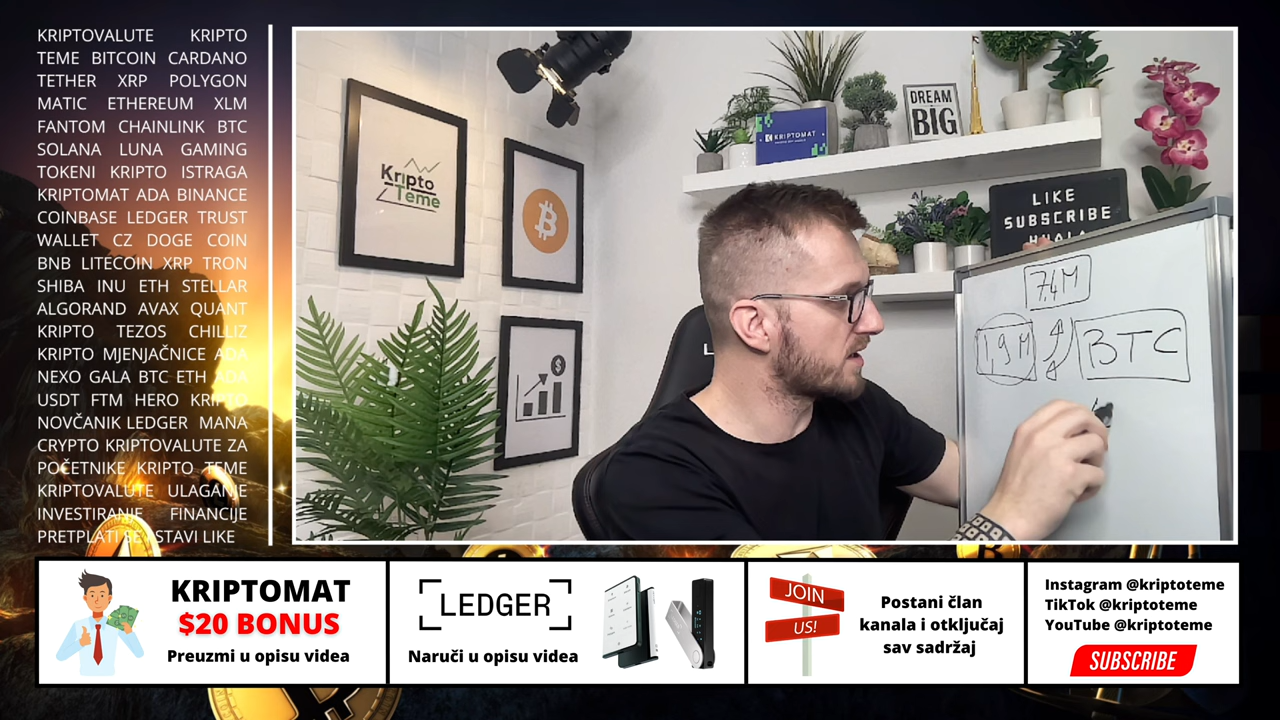 KRIPTOVALUTE KRIPTO
TEME BITCOIN CARDANO
TETHER XRP POLYGON
MATIC ETHEREUM XLM
FANTOM CHAINLINK BTC
SOLANA LUNA GAMING
TOKENI KRIPTO ISTRAGA
KRIPTOMAT ADA BINANCE
COINBASE LEDGER TRUST
WALLET CZ DOGE COIN
BNB LITECOIN XRP TRON
SHIBA INU ETH STELLAR
ALGORAND AVAX QUANT
KRIPTO TEZOS CHILLIZ
KRIPTO MJENJAČNICE ADA
NEXO GALA BTC ETH ADA
USDT FTM HERO KRIPTO
NOVČANIK LEDGER MANA
CRYPTO KRIPTOVALUTE ZA
POČETNIKE KRIPTO TEME
KRIPTOVALUTE ULAGANJE
INVESTIRANJE FINANCIJE
PRETPLATI SE STAVI LIKE
Kripto
Teme
KRIPTOMAT
DREAM
BIG
LIKE
SUBSCRIBE
HVALA
7.4M
1,9M
BTC
KRIPTOMAT
$20 BONUS
Preuzmi u opisu videa
LEDGER
Naruči u opisu videa
JOIN
US!
Postani član
kanala i otključaj
sav sadržaj
Instagram @kriptoteme
TikTok @kriptoteme
YouTube @kriptoteme
SUBSCRIBE